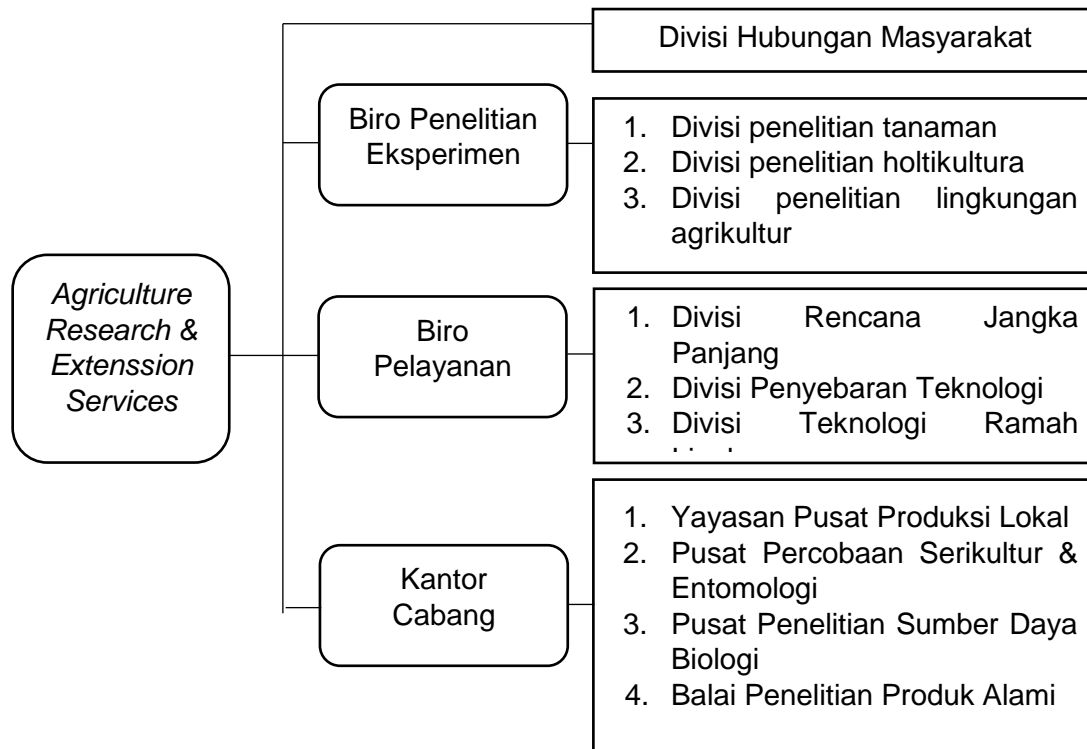 Divisi Hubungan Masyarakat
Biro Penelitian
Eksperimen
1. Divisi penelitian tanaman
2. Divisi penelitian holtikultura
3. Divisi penelitian lingkungan
agrikultur
Agriculture
Research &
Extenssion
Services
Biro
Pelayanan
1. Divisi Rencana Jangka
Panjang
2. Divisi Penyebaran Teknologi
3. Divisi Teknologi Ramah
Kantor
Cabang
1. Yayasan Pusat Produksi Lokal
2. Pusat Percobaan Serikultur &
Entomologi
3. Pusat Penelitian Sumber Daya
Biologi
4. Balai Penelitian Produk Alami